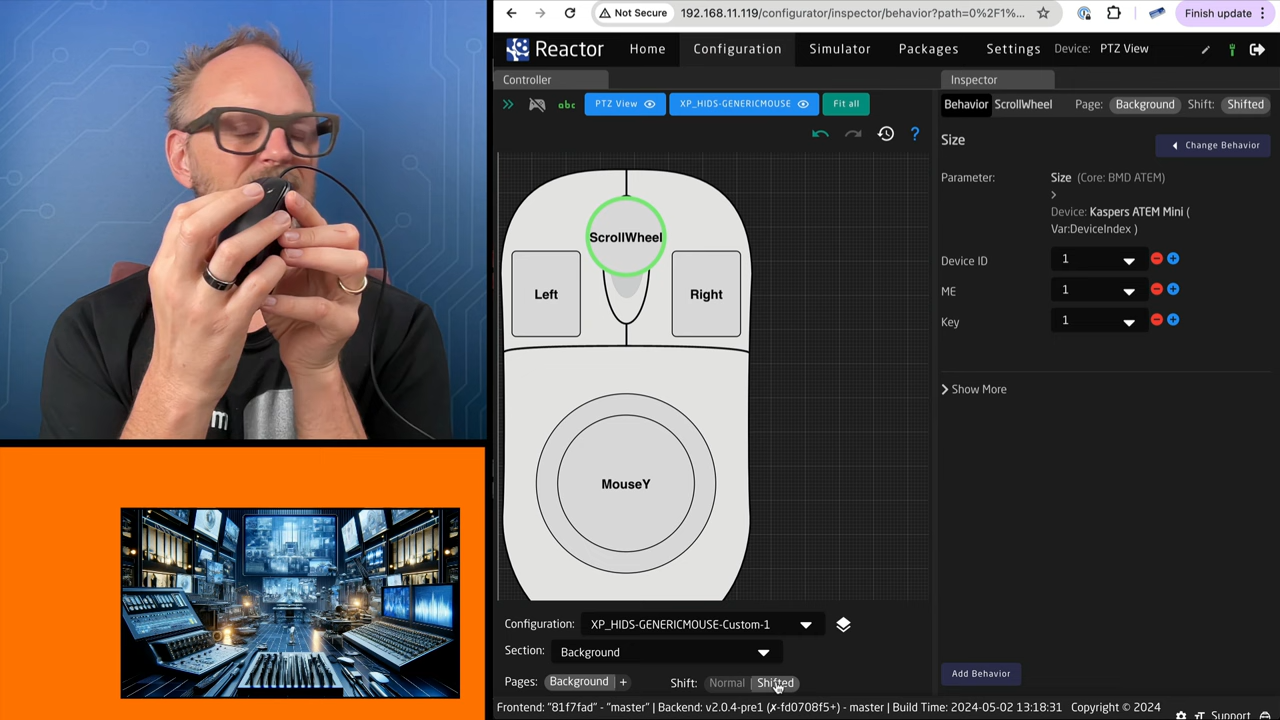 Not Secure 192.168.11.119/configurator/inspector/behavior?path=0%2F1%... Finish update
Reactor Home Configuration Simulator Packages Settings Device: PTZ View
Controller
Inspector
abc PTZ View XP_HIDS-GENERICMOUSE Fit all
Behavior ScrollWheel Page: Background Shift: Shifted
?
Size
Change Behavior
Parameter: Size (Core: BMD ATEM)
>
Device: Kaspers ATEM Mini (
Var:DeviceIndex )
Device ID 1
ME 1
Key 1
Show More
ScrollWheel
Left
Right
MouseY
m
Configuration: XP_HIDS-GENERICMOUSE-Custom-1
Section: Background
Pages: Background + Shift: Normal Shifted
Add Behavior
Frontend: "81f7fad" - "master" | Backend: v2.0.4-pre1 (✗-fd0708f5+) - master | Build Time: 2024-05-02 13:18:31 Copyright © 2024
Support